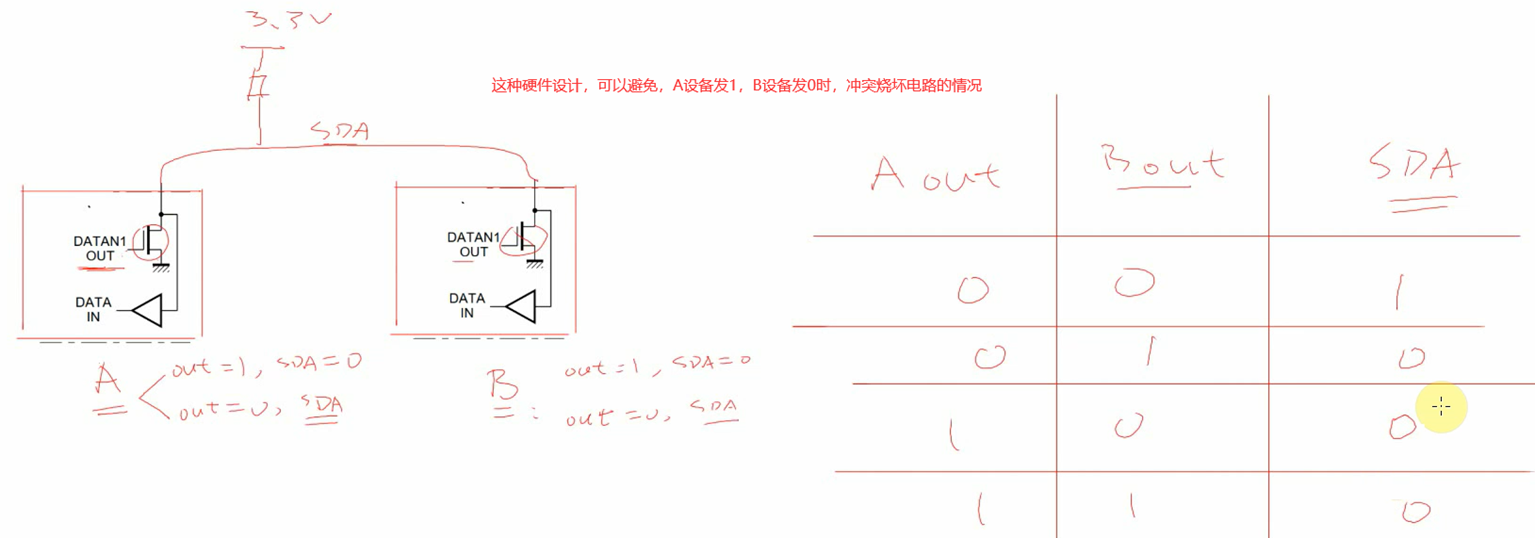 3.3V
这种硬件设计，可以避免，A设备发1，B设备发0时，冲突烧坏电路的情况
SDA
DATAN1
OUT
DATA
IN
DATAN1
OUT
DATA
IN
A
out=1, SDA=0
out=0, SDA
B :
out=1, SDA=0
out=0, SDA
A out B out SDA
0 0 1
0 1 0
1 0 0
1 1 0